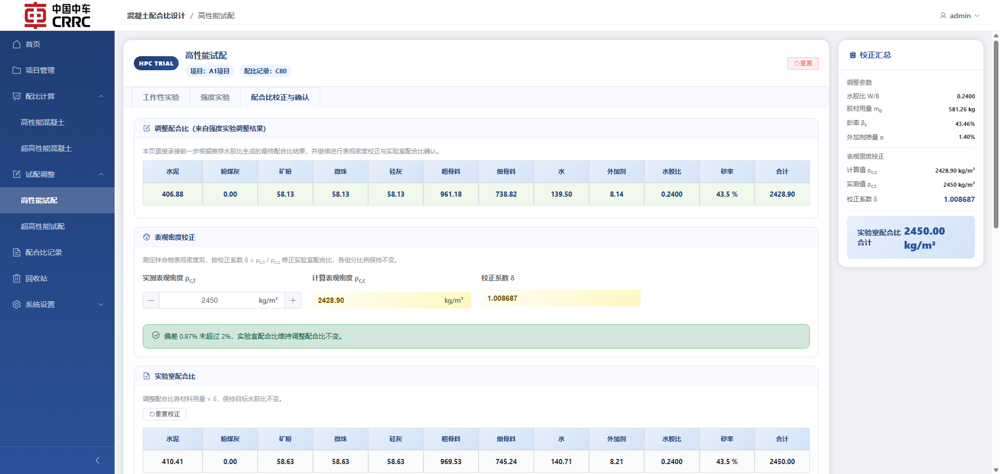 中国中车
CRRC
混凝土配合比设计 / 高性能试配
admin
首页
项目管理
配比计算
高性能混凝土
超高性能混凝土
试配调整
高性能试配
超高性能试配
配合比记录
回收站
系统设置
HPC TRIAL
高性能试配
项目：A1项目 配比记录：C80
重置
工作性实验 强度实验 配合比校正与确认
调整配合比（来自强度实验调整结果）
本页直接承接前一步根据推荐水胶比生成的最终配合比结果，并继续进行表观密度校正与实验室配合比确认。
水泥 粉煤灰 矿粉 微珠 硅灰 粗骨料 细骨料 水 外加剂 水胶比 砂率 合计
406.88 0.00 58.13 58.13 58.13 961.18 738.82 139.50 8.14 0.2400 43.5 % 2428.90
表观密度校正
测定拌合物表观密度后，按校正系数 δ = ρc,t / ρc,c 修正实验室配合比，各组分比例保持不变。
实测表观密度 ρc,t 计算表观密度 ρc,c 校正系数 δ
2450 kg/m³ 2428.90 kg/m³ 1.008687
偏差 0.87% 未超过 2%，实验室配合比维持调整配合比不变。
实验室配合比
调整配合比各材料用量 × δ，保持目标水胶比不变。
重置校正
水泥 粉煤灰 矿粉 微珠 硅灰 粗骨料 细骨料 水 外加剂 水胶比 砂率 合计
410.41 0.00 58.63 58.63 58.63 969.53 745.24 140.71 8.21 0.2400 43.5 % 2450.00
校正汇总
调整参数
水胶比 W/B 0.2400
胶材用量 mb 581.26 kg
砂率 βs 43.46%
外加剂掺量 α 1.40%
表观密度校正
计算值 ρc,c 2428.90 kg/m³
实测值 ρc,t 2450 kg/m³
校正系数 δ 1.008687
实验室配合比合计 2450.00 kg/m³